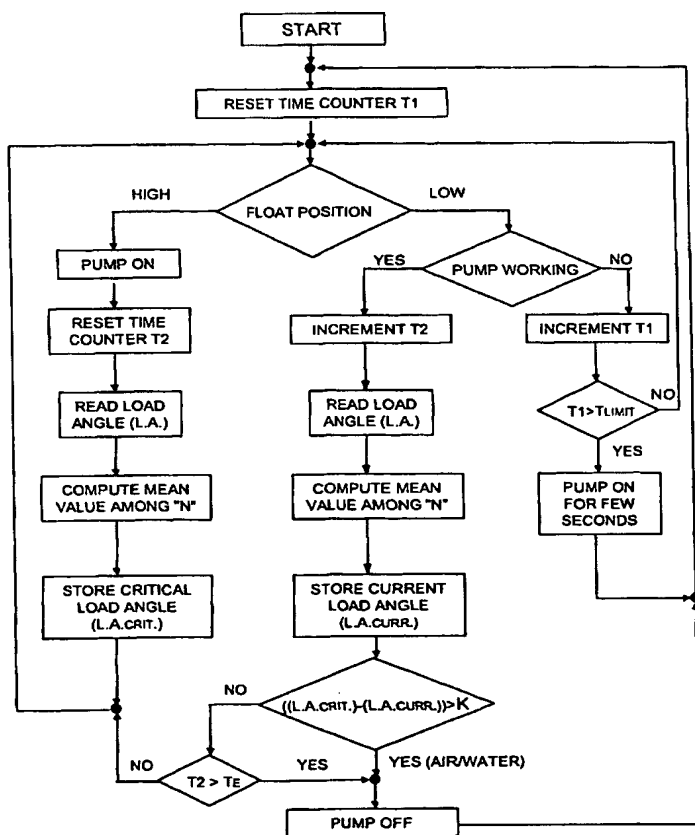 START
RESET TIME COUNTER T1
HIGH
FLOAT POSITION
LOW
PUMP ON
YES
PUMP WORKING
NO
RESET TIME
COUNTER T2
INCREMENT T2
INCREMENT T1
READ LOAD
ANGLE (L.A.)
READ LOAD
ANGLE (L.A.)
T1>TLIMIT
NO
YES
COMPUTE MEAN
VALUE AMONG "N"
COMPUTE MEAN
VALUE AMONG "N"
PUMP ON
FOR FEW
SECONDS
STORE CRITICAL
LOAD ANGLE
(L.A.CRIT.)
STORE CURRENT
LOAD ANGLE
(L.A.CURR.)
NO
((L.A.CRIT.)-(L.A.CURR.))>K
NO
T2 > TE
YES
YES (AIR/WATER)
PUMP OFF